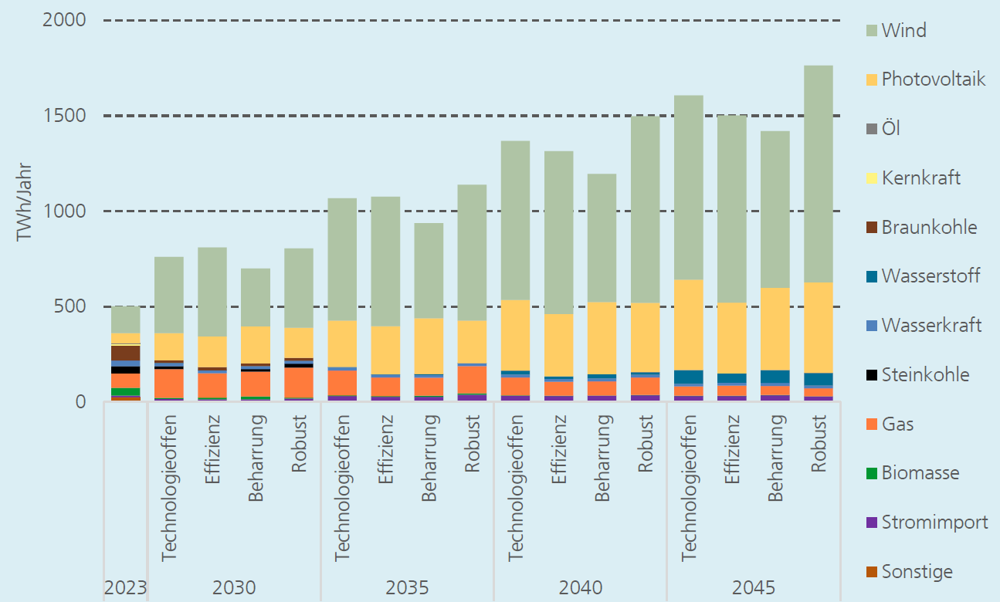 2000
1500
1000
500
0
TWh/Jahr
Wind
Photovoltaik
Öl
Kernkraft
Braunkohle
Wasserstoff
Wasserkraft
Steinkohle
Gas
Biomasse
Stromimport
Sonstige
Technologieoffen
Effizienz
Beharrung
Robust
Technologieoffen
Effizienz
Beharrung
Robust
Technologieoffen
Effizienz
Beharrung
Robust
Technologieoffen
Effizienz
Beharrung
Robust
2023
2030
2035
2040
2045